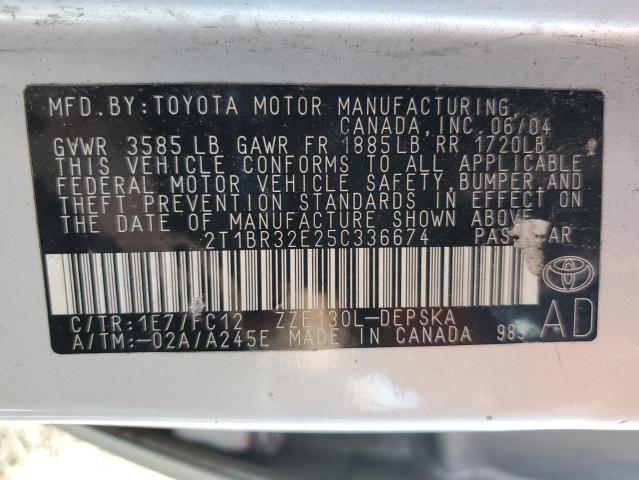 MFD.BY:TOYOTA MOTOR MANUFACTURING,
CANADA,INC. 06/04
GVWR 3585 LB GAWR FR 1885LB, RR 1720LB
THIS VEHICLE CONFORMS TO ALL APPLICABLE
FEDERAL MOTOR VEHICLE SAFETY,BUMPER,AND
THEFT PREVENTION STANDARDS IN EFFECT ON
THE DATE OF MANUFACTURE SHOWN ABOVE.
2T1BR32E25C336674 PAS CAR
C/TR:1E7/FC12 ZZE130L-DEPSKA
A/TM:-02A/A245E MADE IN CANADA
AD